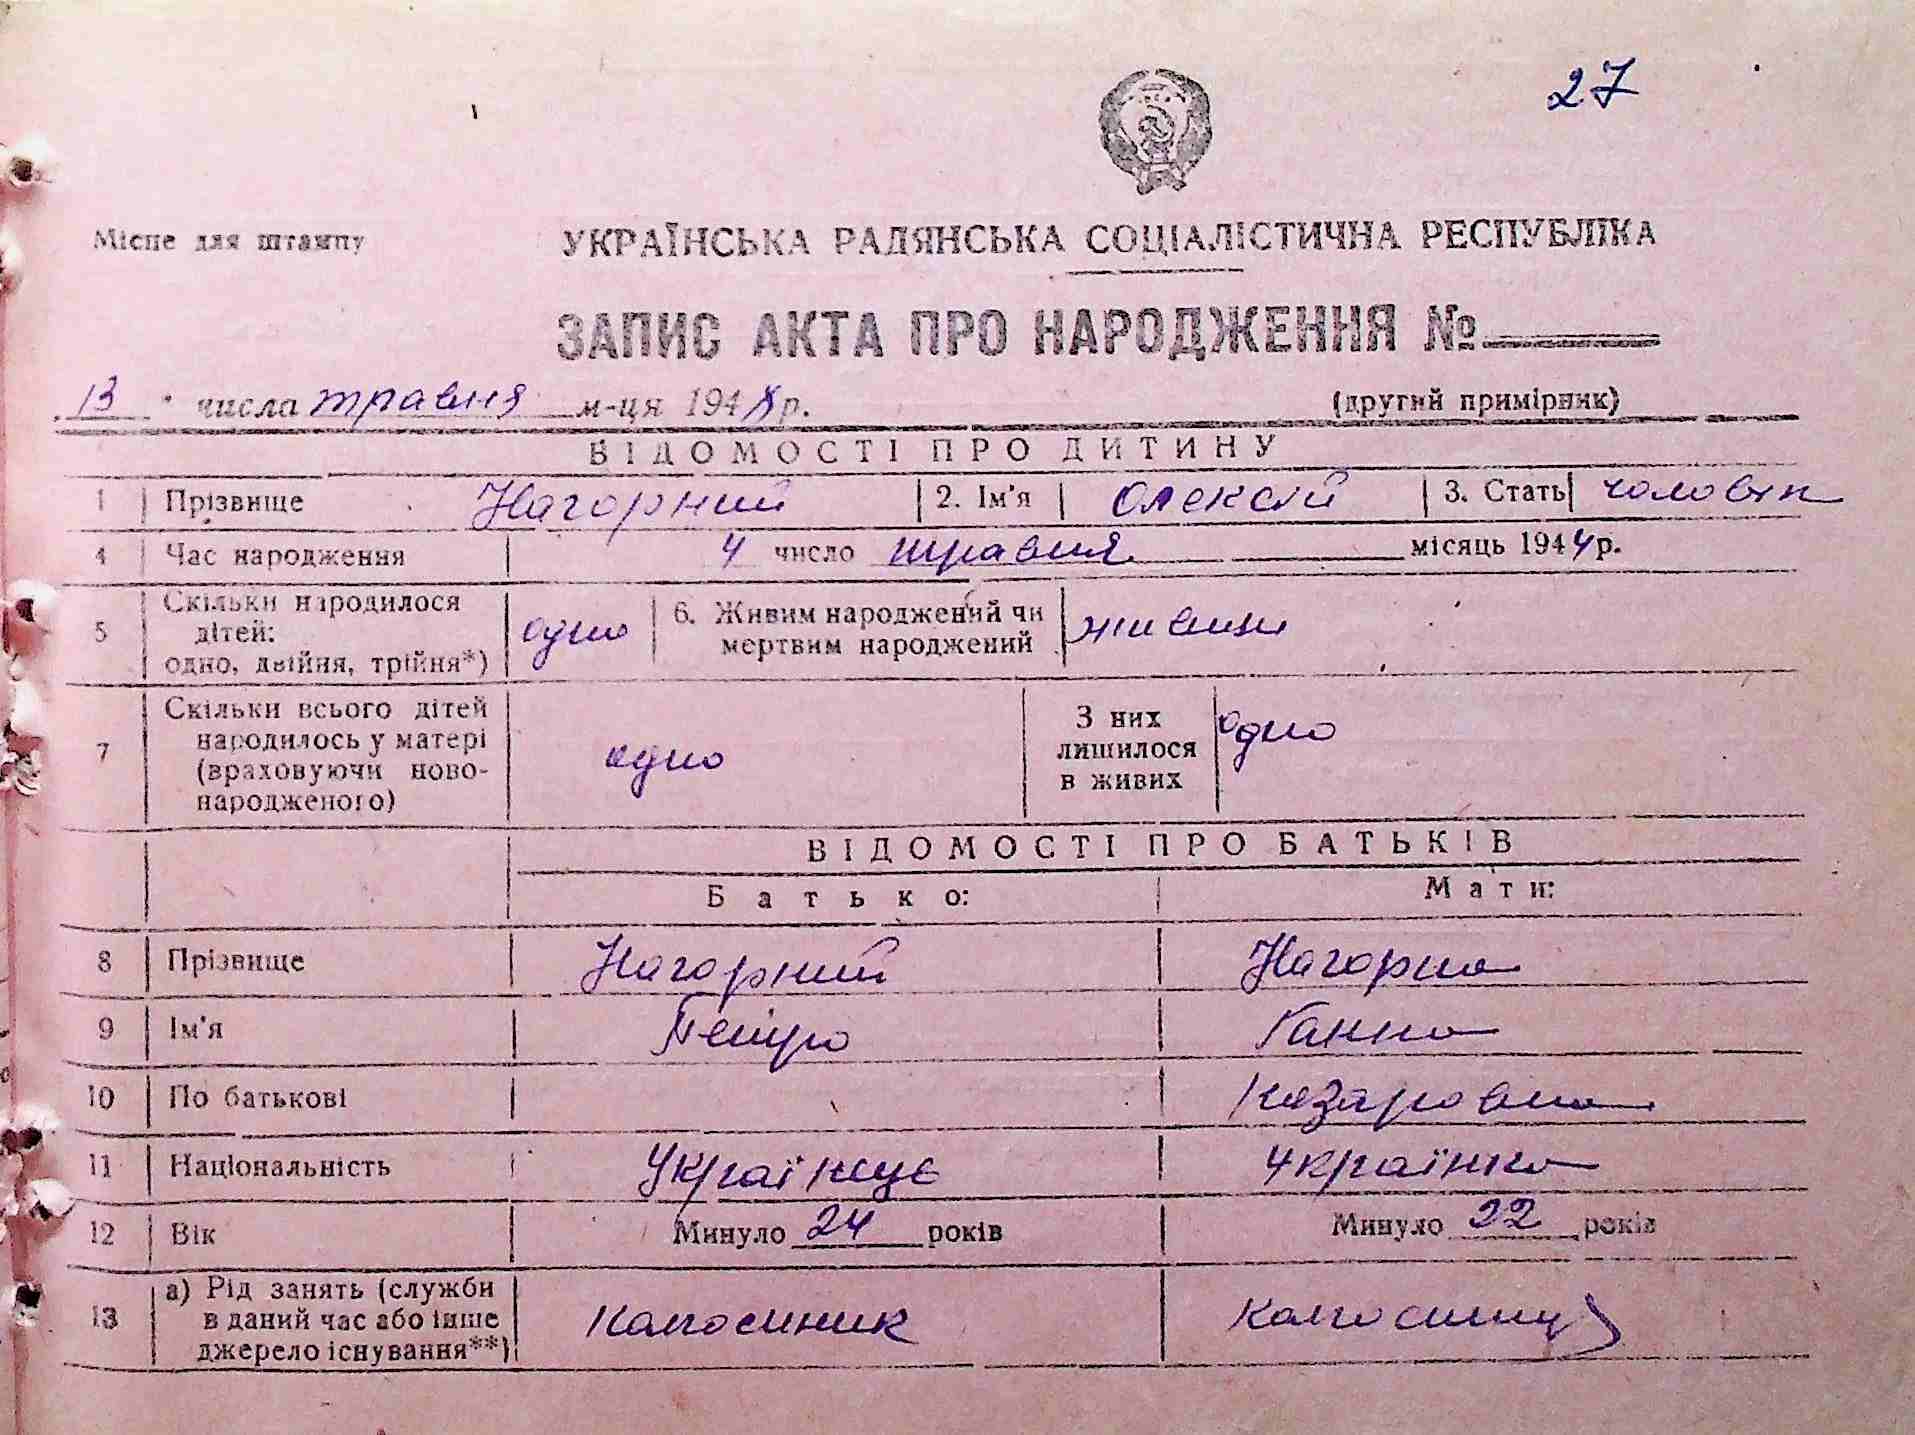 27
Місце для штампу
УКРАЇНСЬКА РАДЯНСЬКА СОЦІАЛІСТИЧНА РЕСПУБЛІКА
ЗАПИС АКТА ПРО НАРОДЖЕННЯ №
13 числа травня м-ця 194 р.
(другий примірник)
ВІДОМОСТІ ПРО ДИТИНУ
1 Прізвище Нагорний 2. Ім'я Олексій 3. Стать чоловік
4 Час народження 4 число травня місяць 1944 р.
5 Скільки народилося дітей: одно, двійня, трійня*) одно 6. Живим народжений чи мертвим народжений живим
7 Скільки всього дітей народилось у матері (враховуючи новонародженого) одно З них лишилося в живих одно
ВІДОМОСТІ ПРО БАТЬКІВ
Батько: Мати:
8 Прізвище Нагорний Нагорна
9 Ім'я Петро Ганна
10 По батькові
11 Національність Українець Українка
12 Вік Минуло 24 років Минуло 22 років
13 а) Рід занять (служби в даний час або інше джерело існування**) Колгоспник